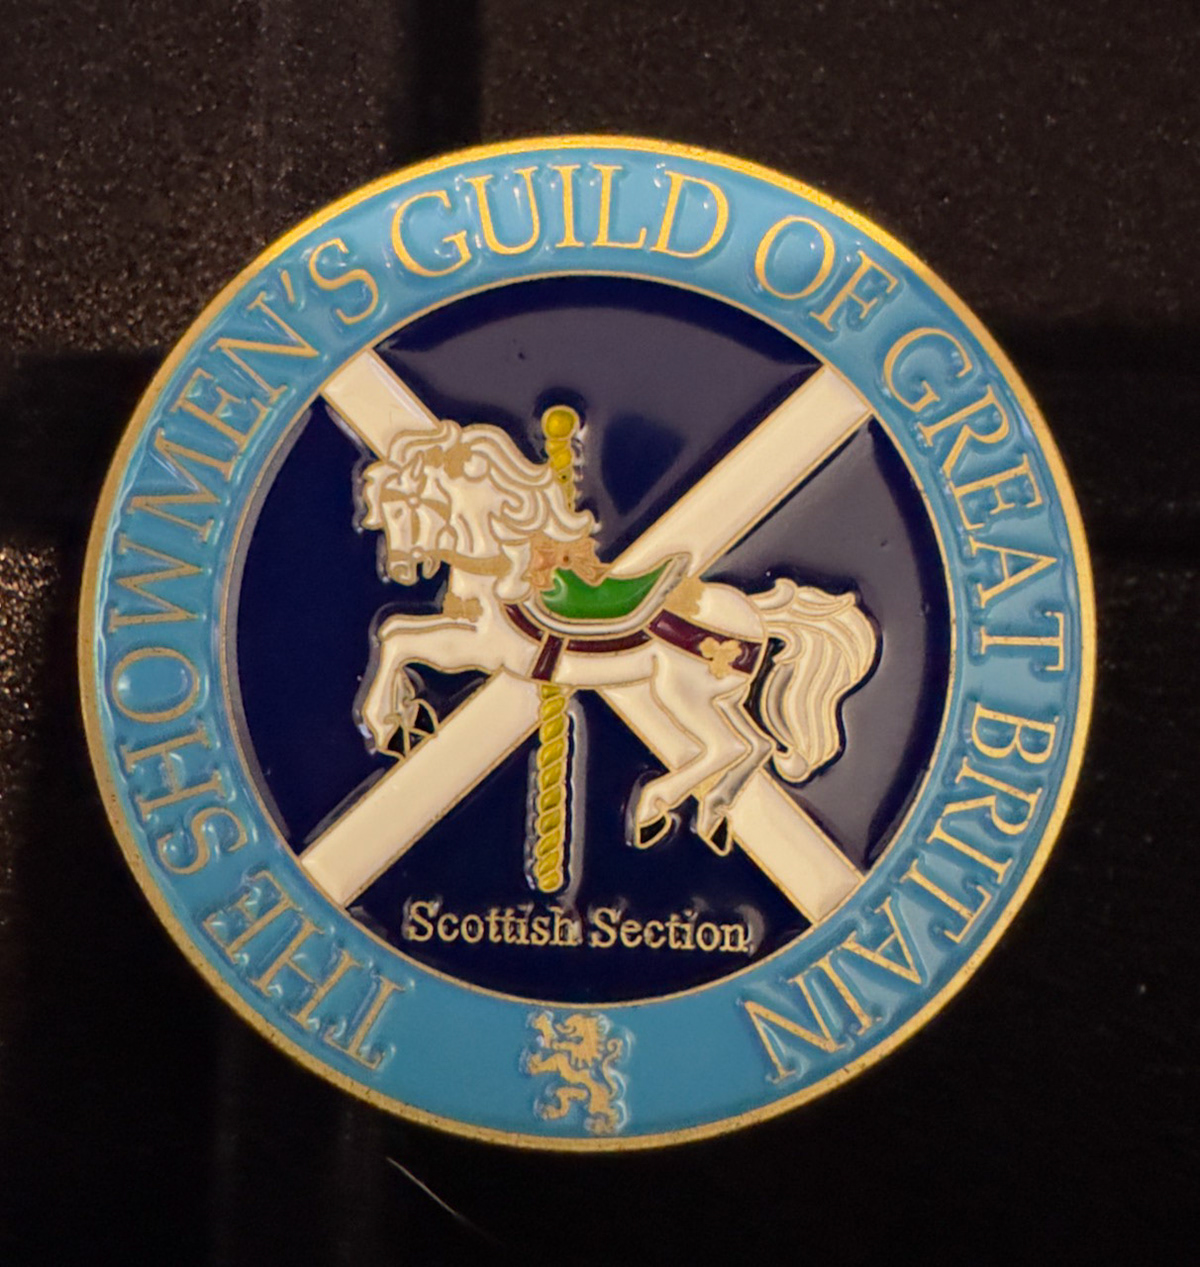 THE SHOWMEN'S GUILD OF GREAT BRITAIN
Scottish Section